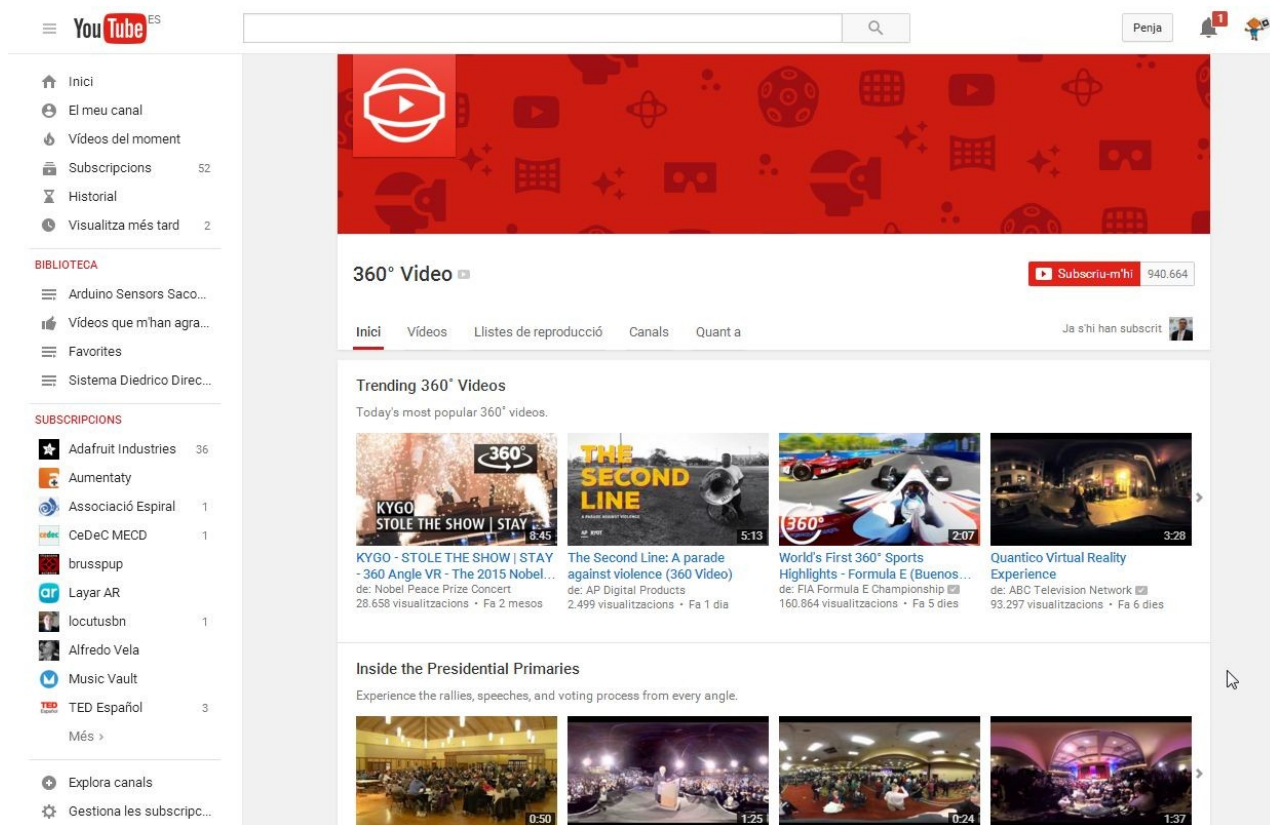 YouTube ES
Penja
1
Inici
El meu canal
Vídeos del moment
Subscripcions 52
Historial
Visualitza més tard 2
BIBLIOTECA
Arduino Sensors Saco...
Vídeos que m'han agra...
Favorites
Sistema Diedrico Direc...
SUBSCRIPCIONS
Adafruit Industries 36
Aumentaty
Associació Espiral 1
cedec CeDeC MECD 1
brusspup
ar Layar AR
locutusbn 1
Alfredo Vela
Music Vault
TED Español TED Español 3
Més ›
Explora canals
Gestiona les subscripc...
360° Video
Subscriu-m'hi 940.664
Inici Vídeos Llistes de reproducció Canals Quant a
Ja s'hi han subscrit
Trending 360° Videos
Today's most popular 360° videos.
360°
KYGO
STOLE THE SHOW | STAY
8:45
KYGO - STOLE THE SHOW | STAY
- 360 Angle VR - The 2015 Nobel...
de: Nobel Peace Prize Concert
28.658 visualitzacions • Fa 2 mesos
THE
SECOND
LINE
A PARADE AGAINST VIOLENCE
5:13
The Second Line: A parade
against violence (360 Video)
de: AP Digital Products
2.499 visualitzacions • Fa 1 dia
360°
2:07
World's First 360° Sports
Highlights - Formula E (Buenos...
de: FIA Formula E Championship
160.864 visualitzacions • Fa 5 dies
3:28
Quantico Virtual Reality
Experience
de: ABC Television Network
93.297 visualitzacions • Fa 6 dies
Inside the Presidential Primaries
Experience the rallies, speeches, and voting process from every angle.
0:50
1:25
0:24
1:37